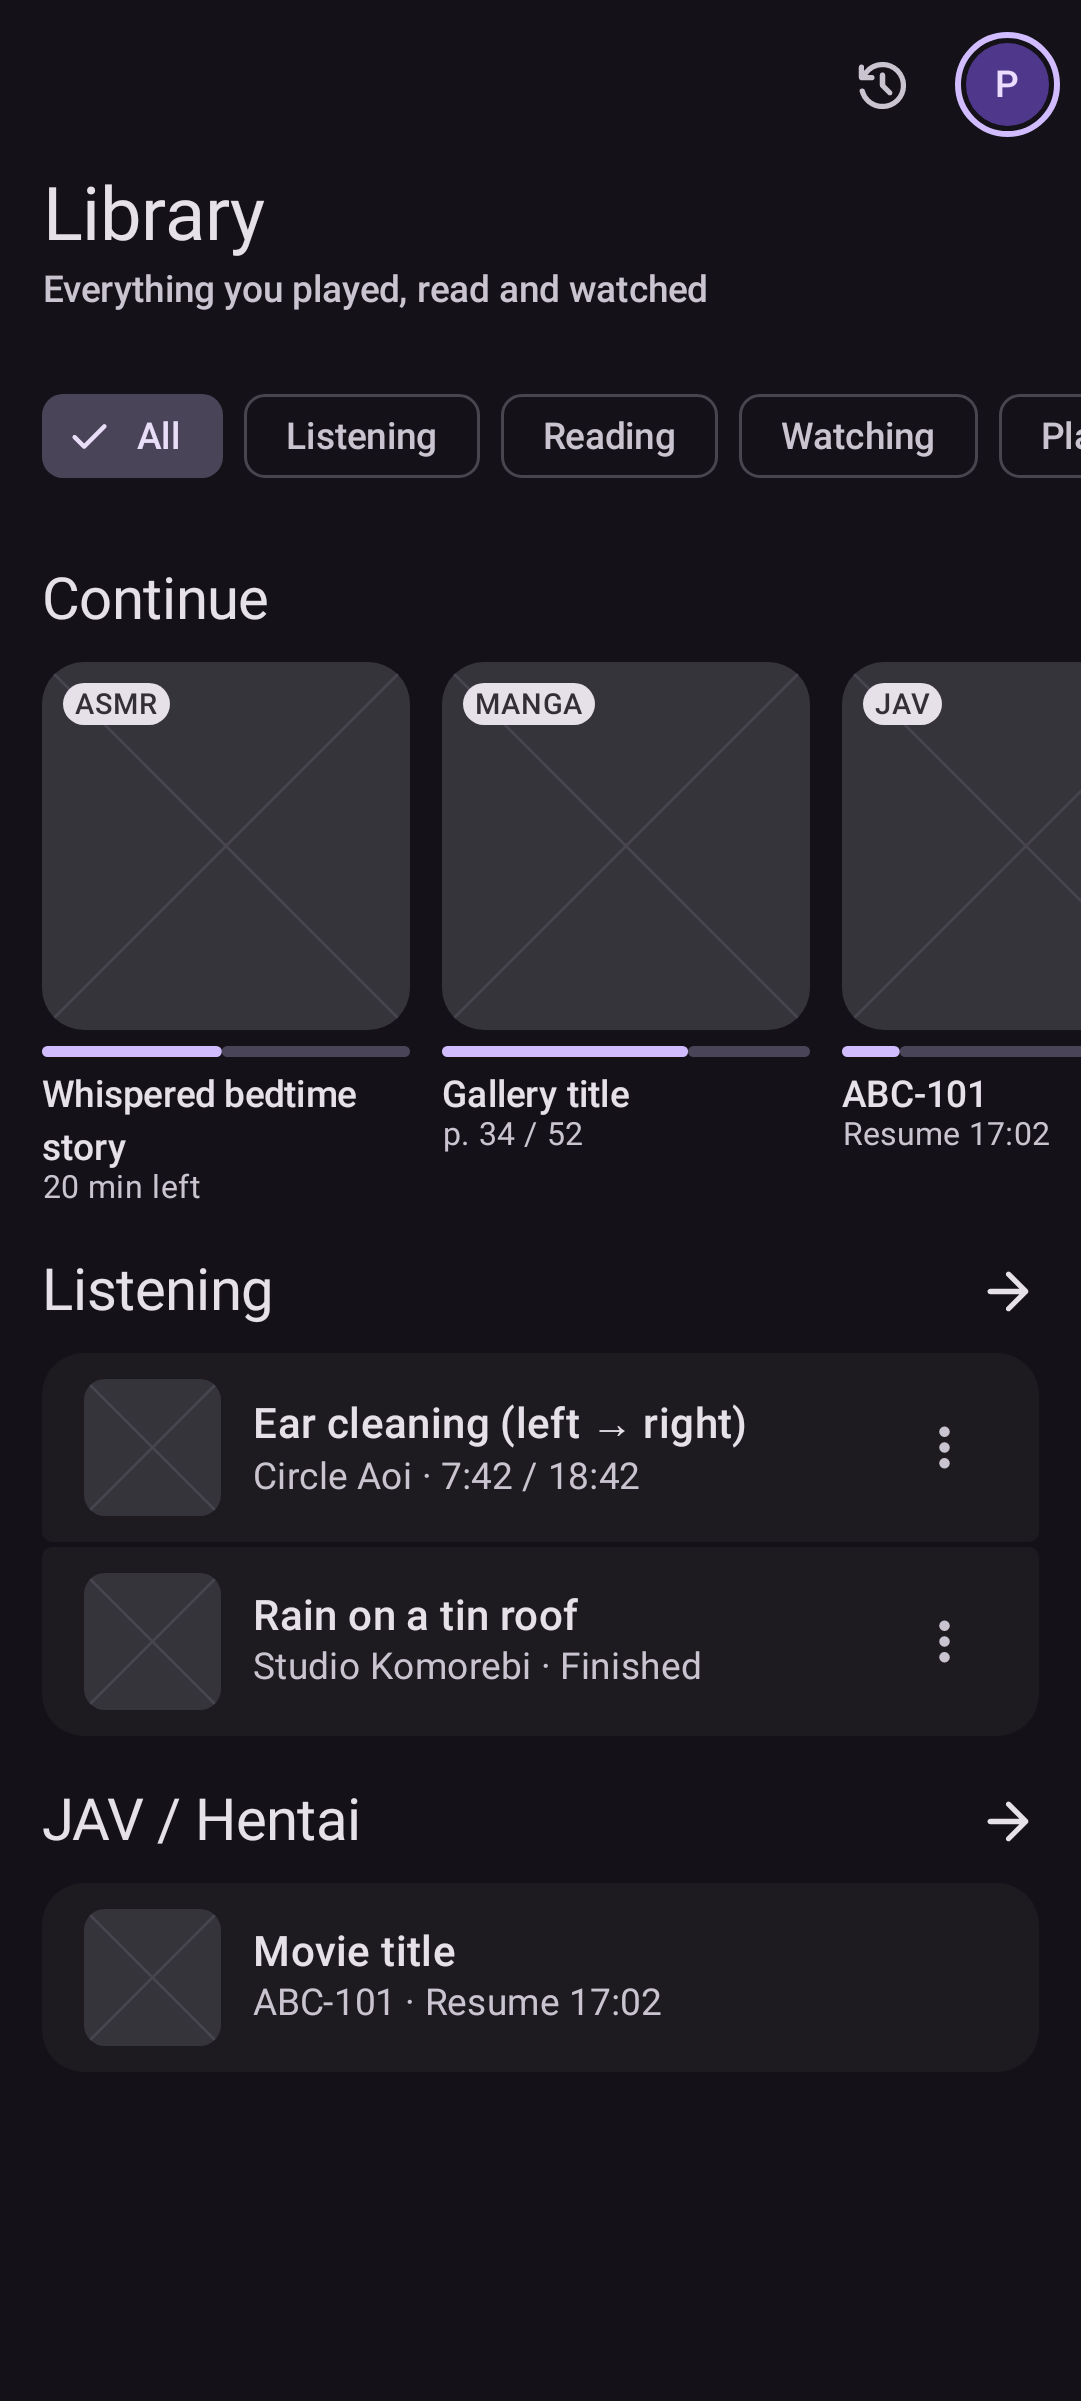 P
Library
Everything you played, read and watched
All
Listening
Reading
Watching
Continue
ASMR
MANGA
JAV
Whispered bedtime
story
20 min left
Gallery title
p. 34 / 52
ABC-101
Resume 17:02
Listening
Ear cleaning (left → right)
Circle Aoi · 7:42 / 18:42
Rain on a tin roof
Studio Komorebi · Finished
JAV / Hentai
Movie title
ABC-101 · Resume 17:02